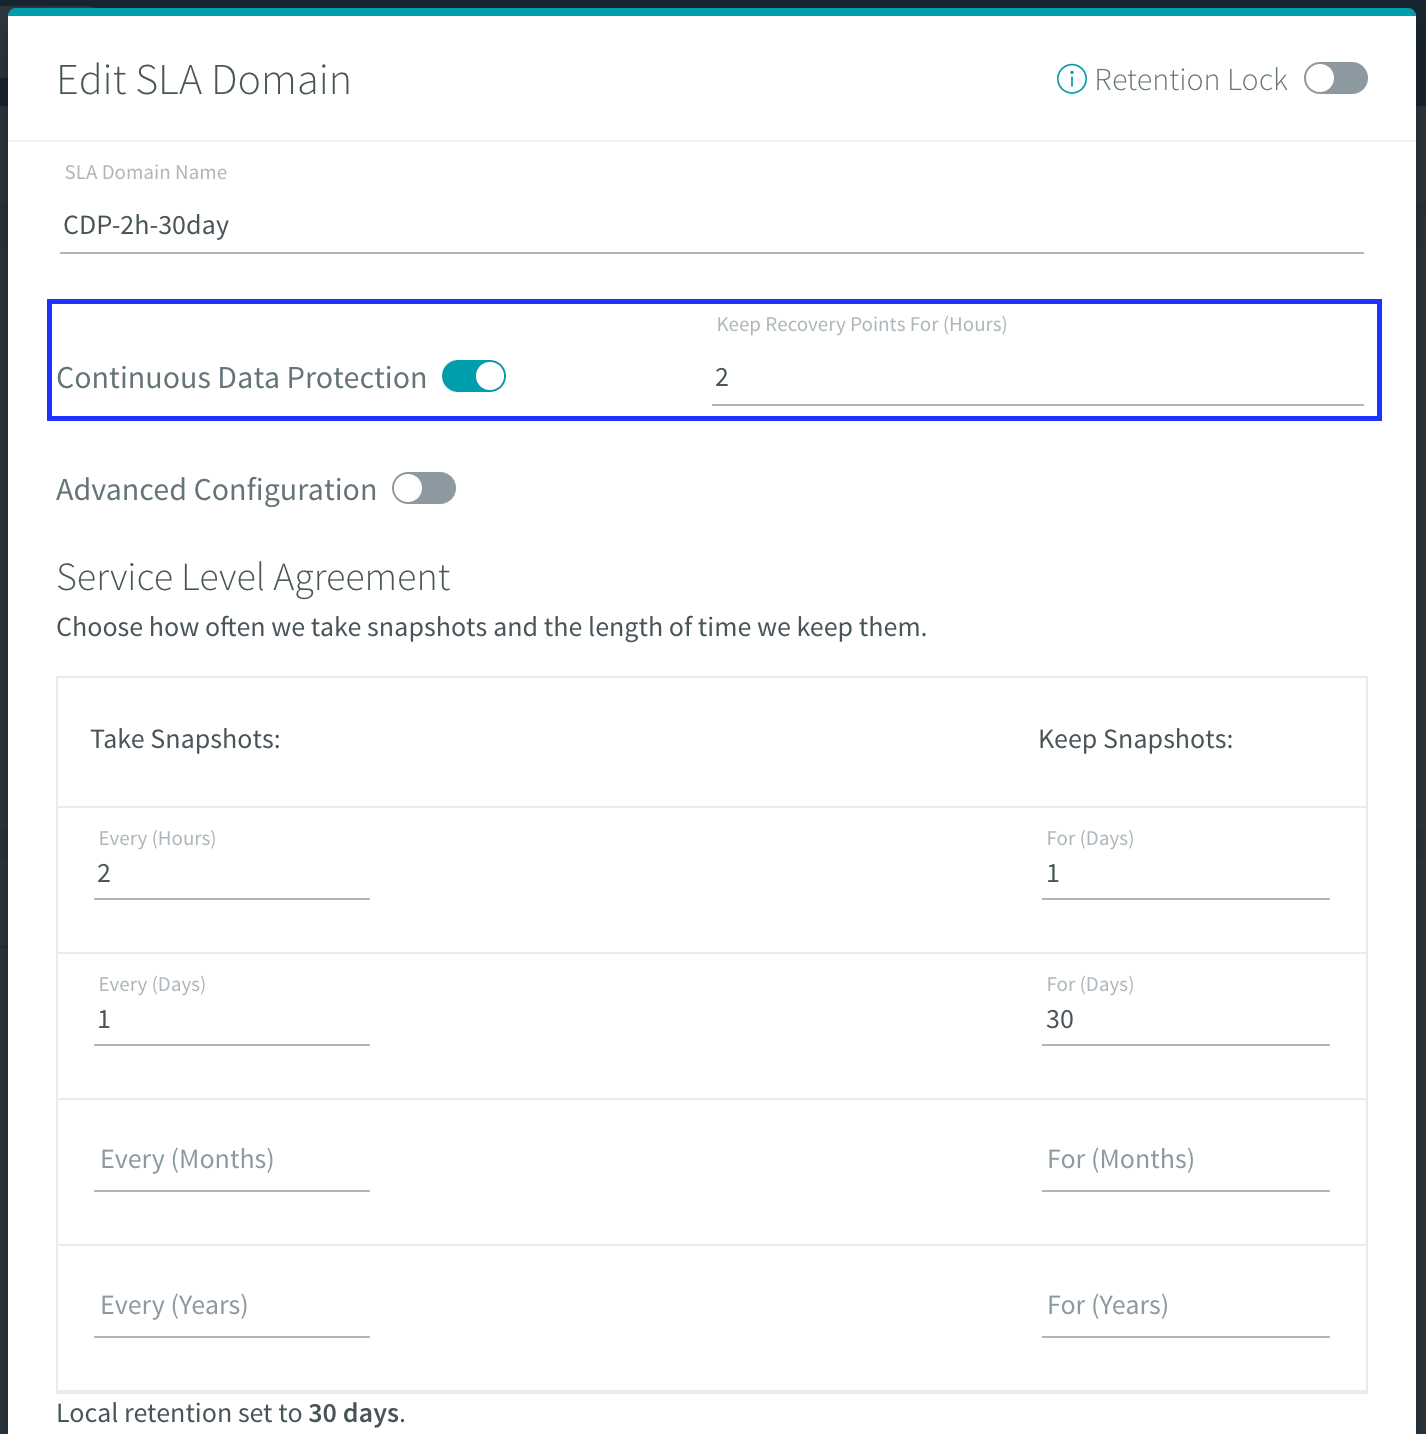 Edit SLA Domain
Retention Lock
SLA Domain Name
CDP-2h-30day
Keep Recovery Points For (Hours)
Continuous Data Protection
2
Advanced Configuration
Service Level Agreement
Choose how often we take snapshots and the length of time we keep them.
Take Snapshots:
Keep Snapshots:
Every (Hours)
For (Days)
2
1
Every (Days)
For (Days)
1
30
Every (Months)
For (Months)
Every (Years)
For (Years)
Local retention set to 30 days.